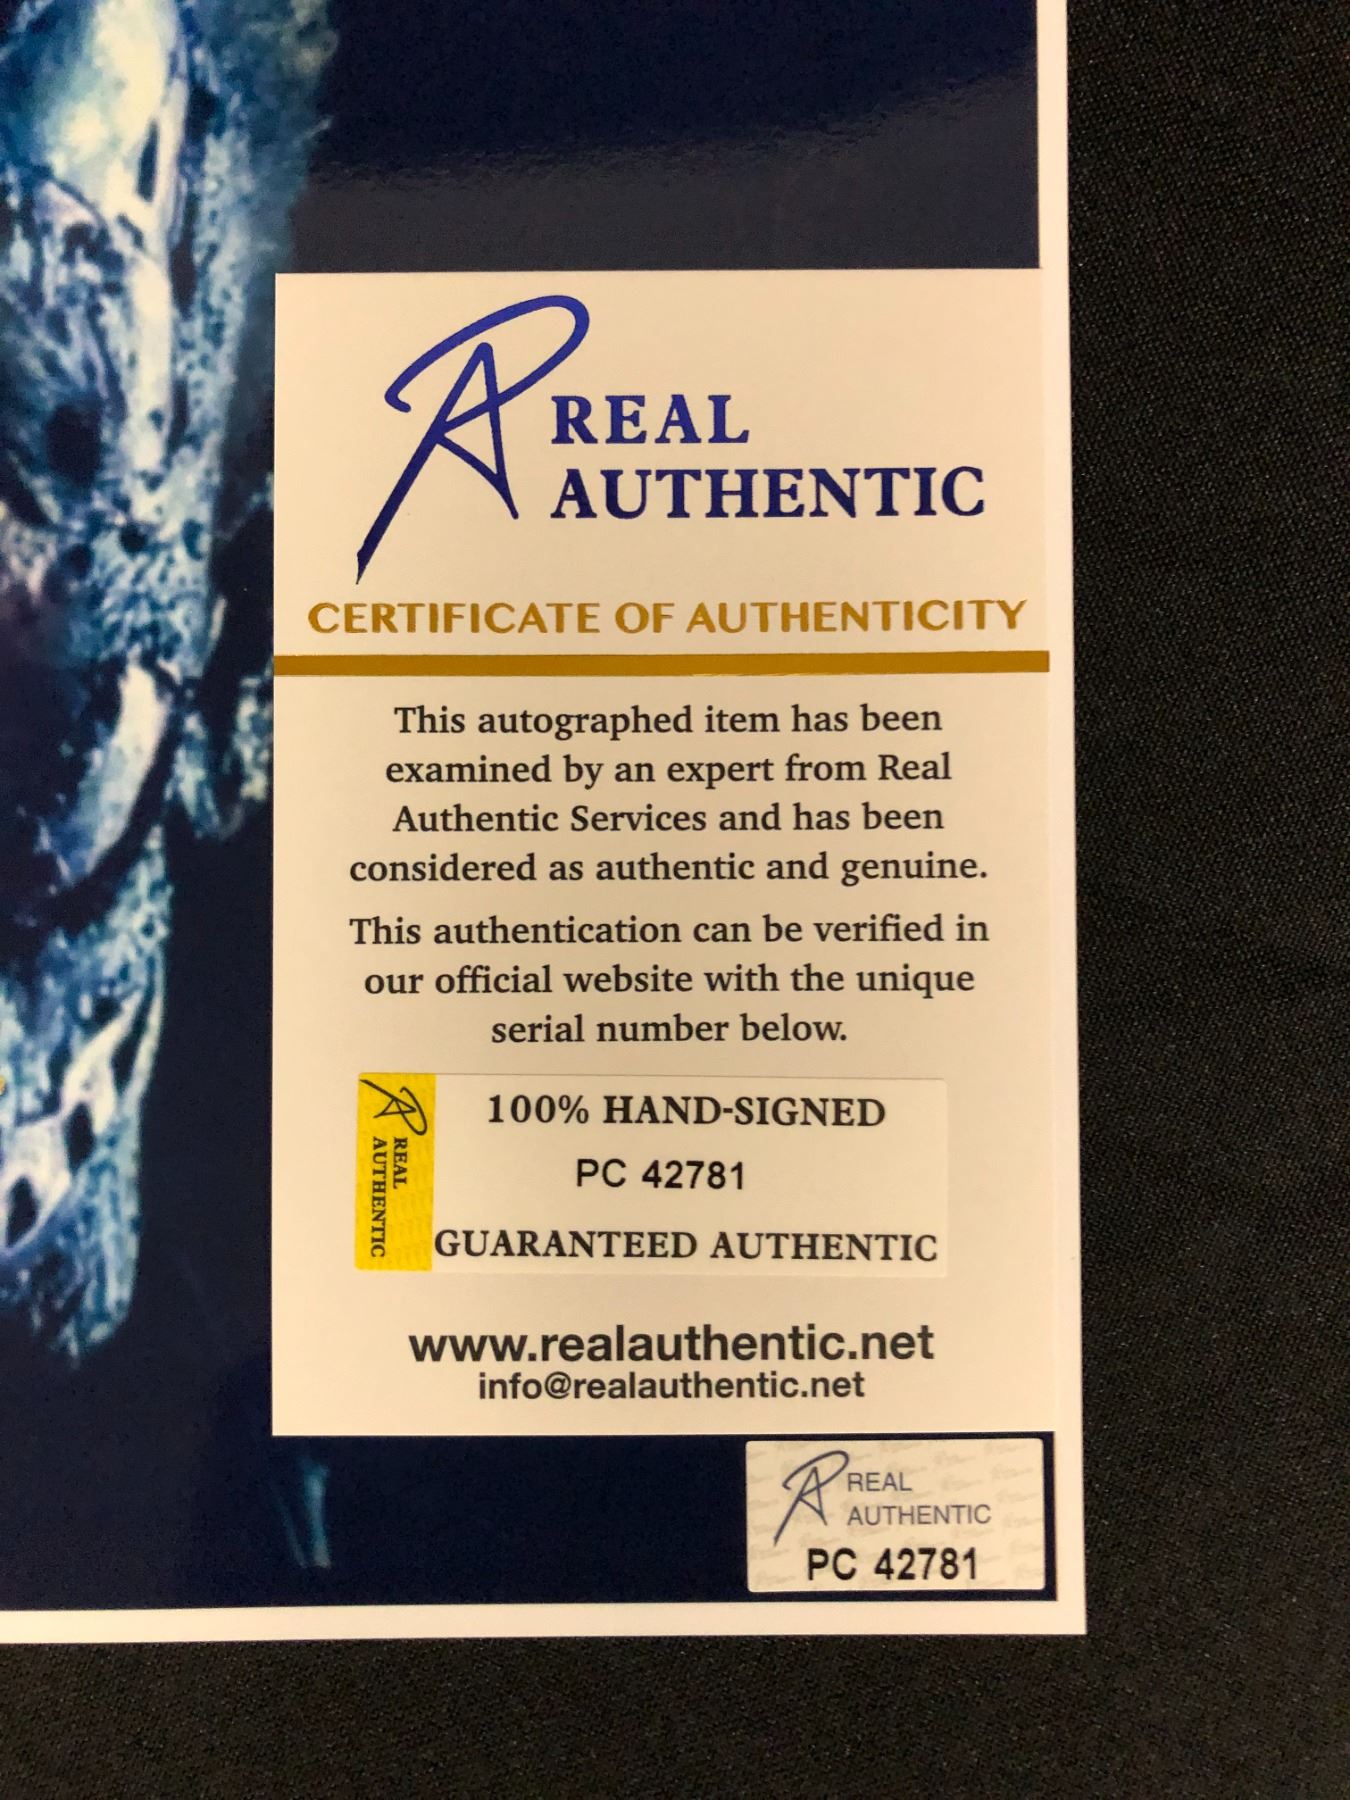 REAL
AUTHENTIC
CERTIFICATE OF AUTHENTICITY
This autographed item has been
examined by an expert from Real
Authentic Services and has been
considered as authentic and genuine.
This authentication can be verified in
our official website with the unique
serial number below.
REAL
AUTHENTIC
100% HAND-SIGNED
PC 42781
GUARANTEED AUTHENTIC
www.realauthentic.net
info@realauthentic.net
REAL
AUTHENTIC
PC 42781